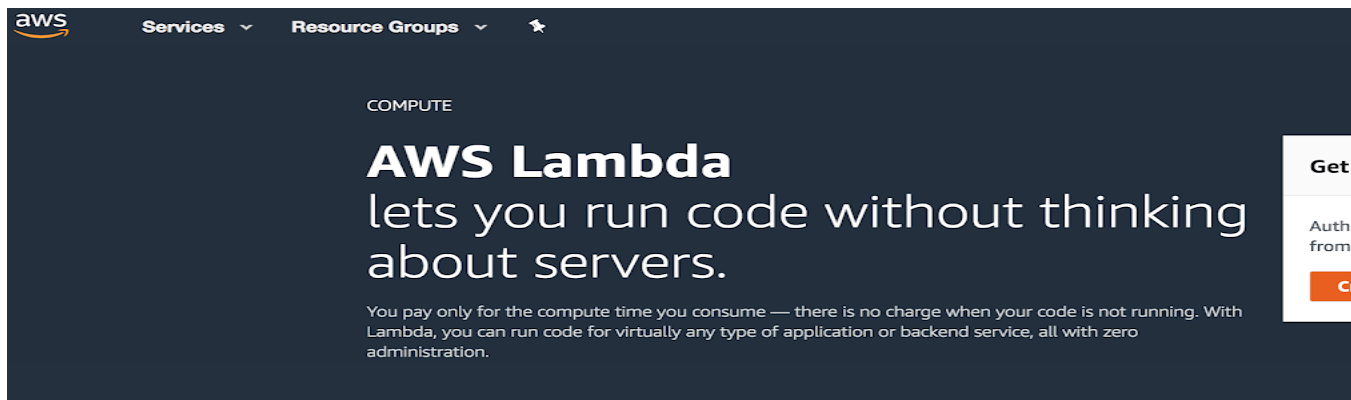 aws
Services
Resource Groups
COMPUTE
AWS Lambda
lets you run code without thinking
about servers.
You pay only for the compute time you consume — there is no charge when your code is not running. With
Lambda, you can run code for virtually any type of application or backend service, all with zero
administration.
Get
Auth
from